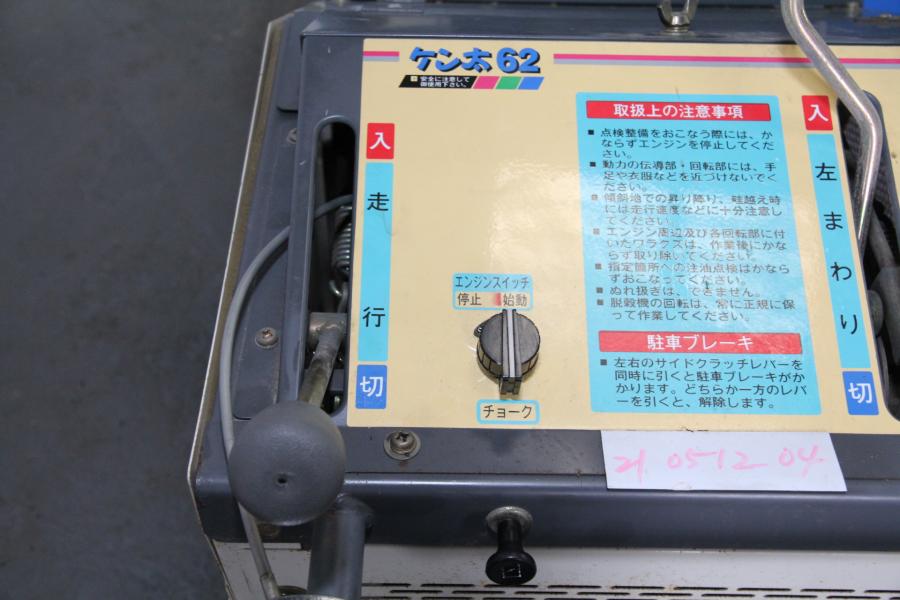 ケン太62
安全に注意して
御使用下さい。
入
走行
切
エンジンスイッチ
停止 始動
チョーク
取扱上の注意事項
■ 点検整備をおこなう際には、か
ならずエンジンを停止してくだ
さい。
■ 動力の伝導部・回転部には、手
足や衣服などを近づけないでく
ださい。
■ 傾斜地での昇り降り、畦越え時
には走行速度などに十分注意し
てください。
■ エンジン周辺及び各回転部に付
いたワラクズは、作業後にかな
らず取り除いてください。
■ 指定箇所への注油点検はかなら
ずおこなってください。
■ ぬれ扱ぎは、できません。
■ 脱穀機の回転は、常に正規に保
って作業してください。
駐車ブレーキ
■ 左右のサイドクラッチレバーを
同時に引くと駐車ブレーキがか
かります。どちらか一方のレバ
ーを引くと、解除します。
入
左まわり
切
21 0512 04